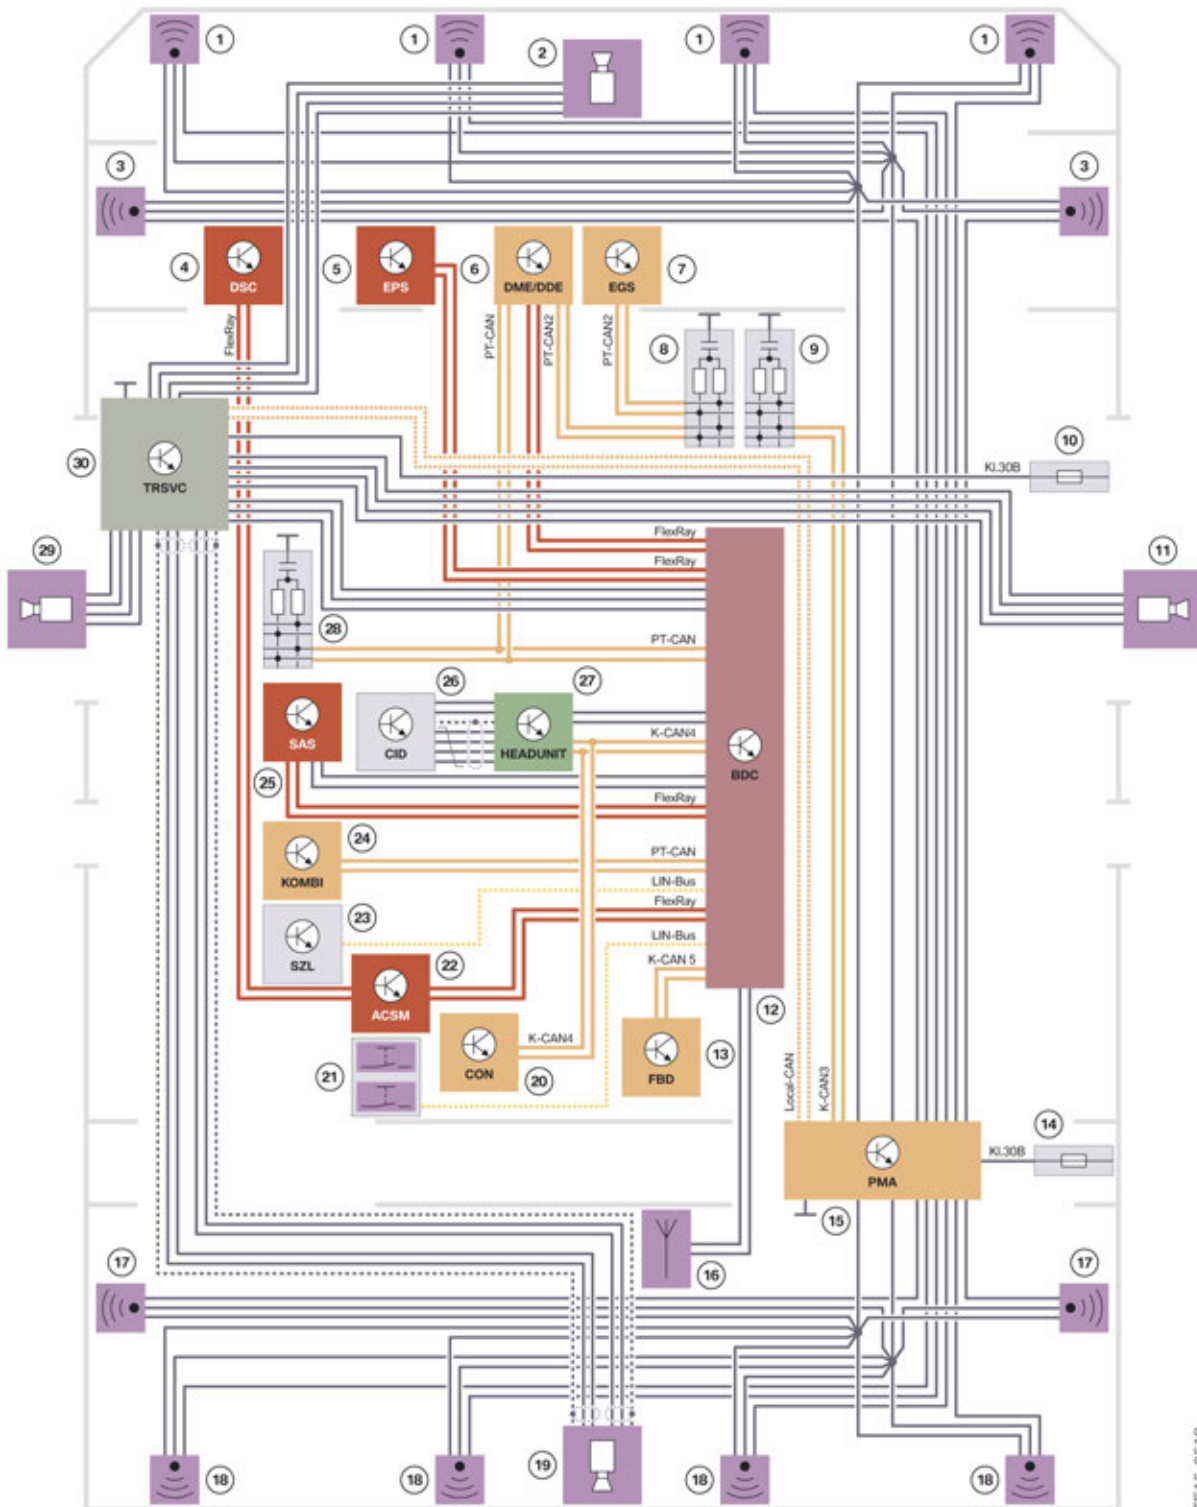 1 1 2 1 1
3 3
4 DSC 5 EPS 6 DME/DDE EGS 7
FlexRay
PT-CAN
PT-CAN2
PT-CAN2
8 9
30 TRSVC
KI.30B 10
29
11
FlexRay
FlexRay
28
PT-CAN
26 27
SAS CID HEADUNIT
K-CAN4
BDC
25
FlexRay
24
KOMBI
PT-CAN
LIN-Bus
23
FlexRay
SZL
LIN-Bus
22
K-CAN 5
ACSM
12
CON
K-CAN4
FBD 13
21 20
Local-CAN
K-CAN3
14
KI.30B
PMA
15
16
17 17
19
18 18 18 18